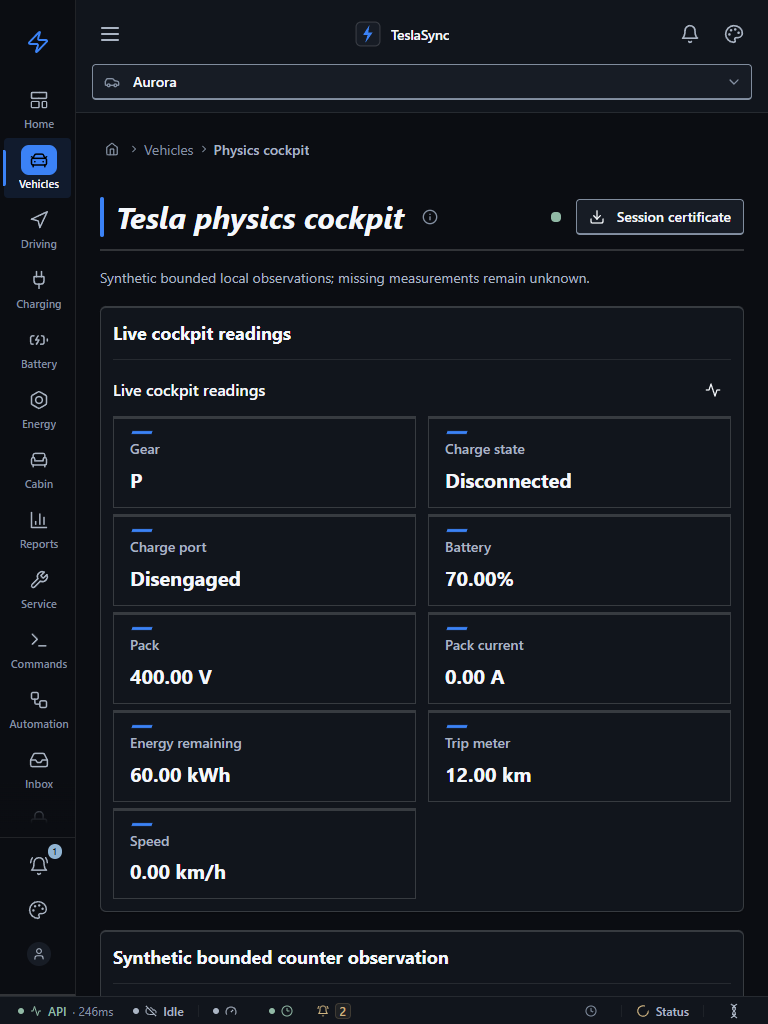 TeslaSync
Aurora
Home
Vehicles
Driving
Charging
Battery
Energy
Cabin
Reports
Service
Commands
Automation
Inbox
1
Vehicles
Physics cockpit
Tesla physics cockpit
Session certificate
Synthetic bounded local observations; missing measurements remain unknown.
Live cockpit readings
Live cockpit readings
Gear
P
Charge state
Disconnected
Charge port
Disengaged
Battery
70.00%
Pack
400.00 V
Pack current
0.00 A
Energy remaining
60.00 kWh
Trip meter
12.00 km
Speed
0.00 km/h
Synthetic bounded counter observation
API · 246ms
Idle
2
Status